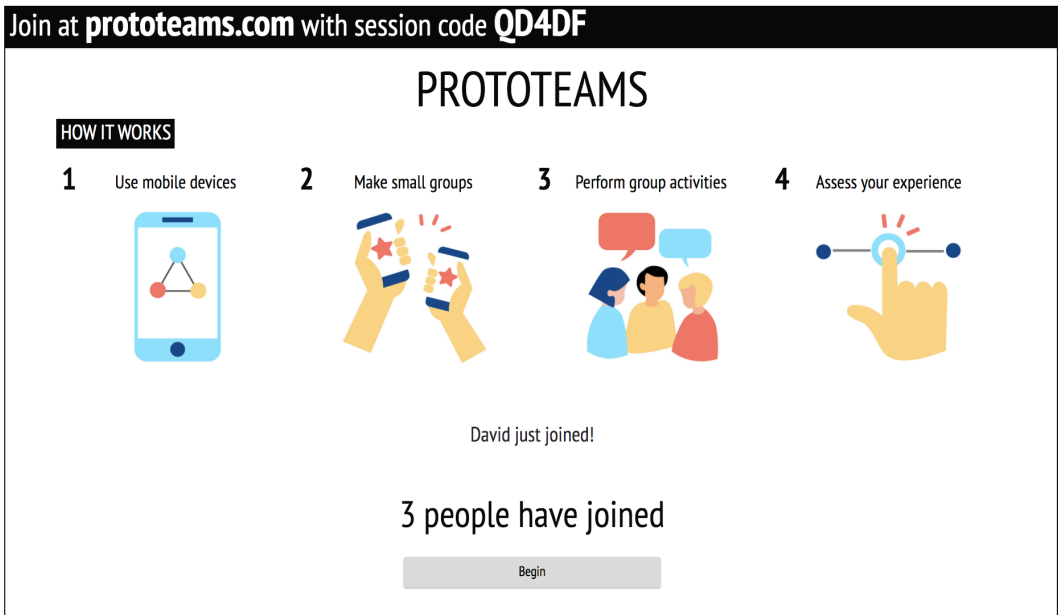 Join at prototeams.com with session code QD4DF
PROTOTEAMS
HOW IT WORKS
1 Use mobile devices
2 Make small groups
3 Perform group activities
4 Assess your experience
David just joined!
3 people have joined
Begin